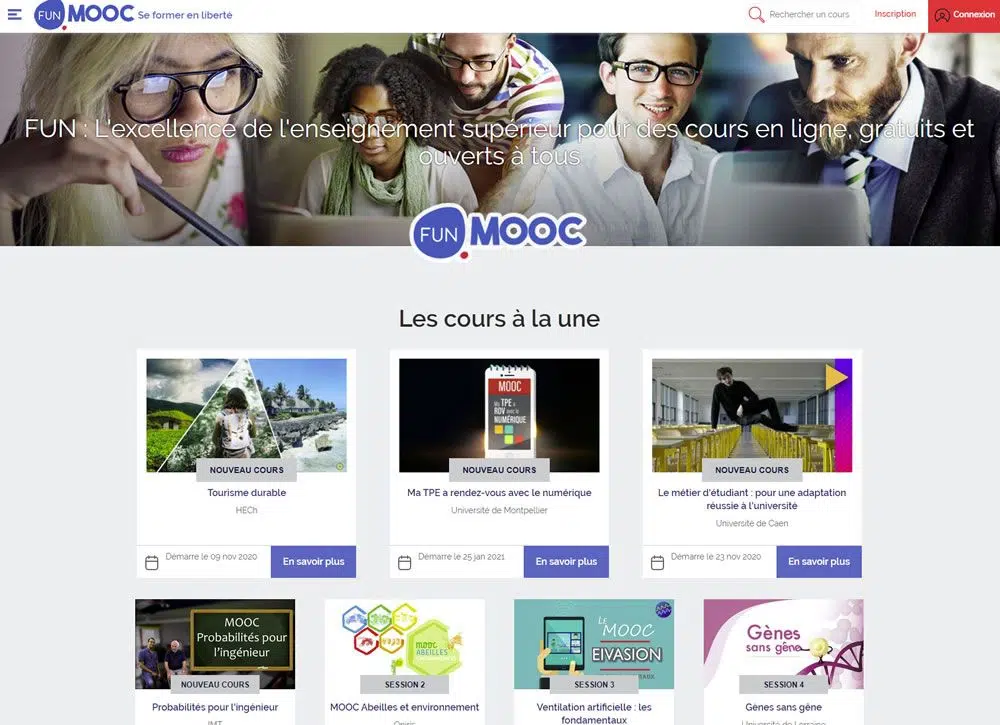 FUN MOOC Se former en liberté
Rechercher un cours
Inscription
Connexion
FUN : L'excellence de l'enseignement supérieur pour des cours en ligne, gratuits et
ouverts à tous
FUN MOOC
Les cours à la une
NOUVEAU COURS
Tourisme durable
HECh
Démarre le 09 nov 2020
En savoir plus
MOOC
Ma TPE a
RDV avec le
NUMÉRIQUE
NOUVEAU COURS
Ma TPE a rendez-vous avec le numérique
Université de Montpellier
Démarre le 25 jan 2021
En savoir plus
NOUVEAU COURS
Le métier d'étudiant : pour une adaptation
réussie à l'université
Université de Caen
Démarre le 23 nov 2020
En savoir plus
MOOC
Probabilités pour
l'ingénieur
NOUVEAU COURS
Probabilités pour l'ingénieur
IMT
mooc
ABEILLES
SESSION 2
MOOC Abeilles et environnement
Oniris
Le
MOOC
EIVASION
SESSION 3
Ventilation artificielle : les
fondamentaux
Gènes
sans gêne
SESSION 4
Gènes sans gêne
Université de Lorraine